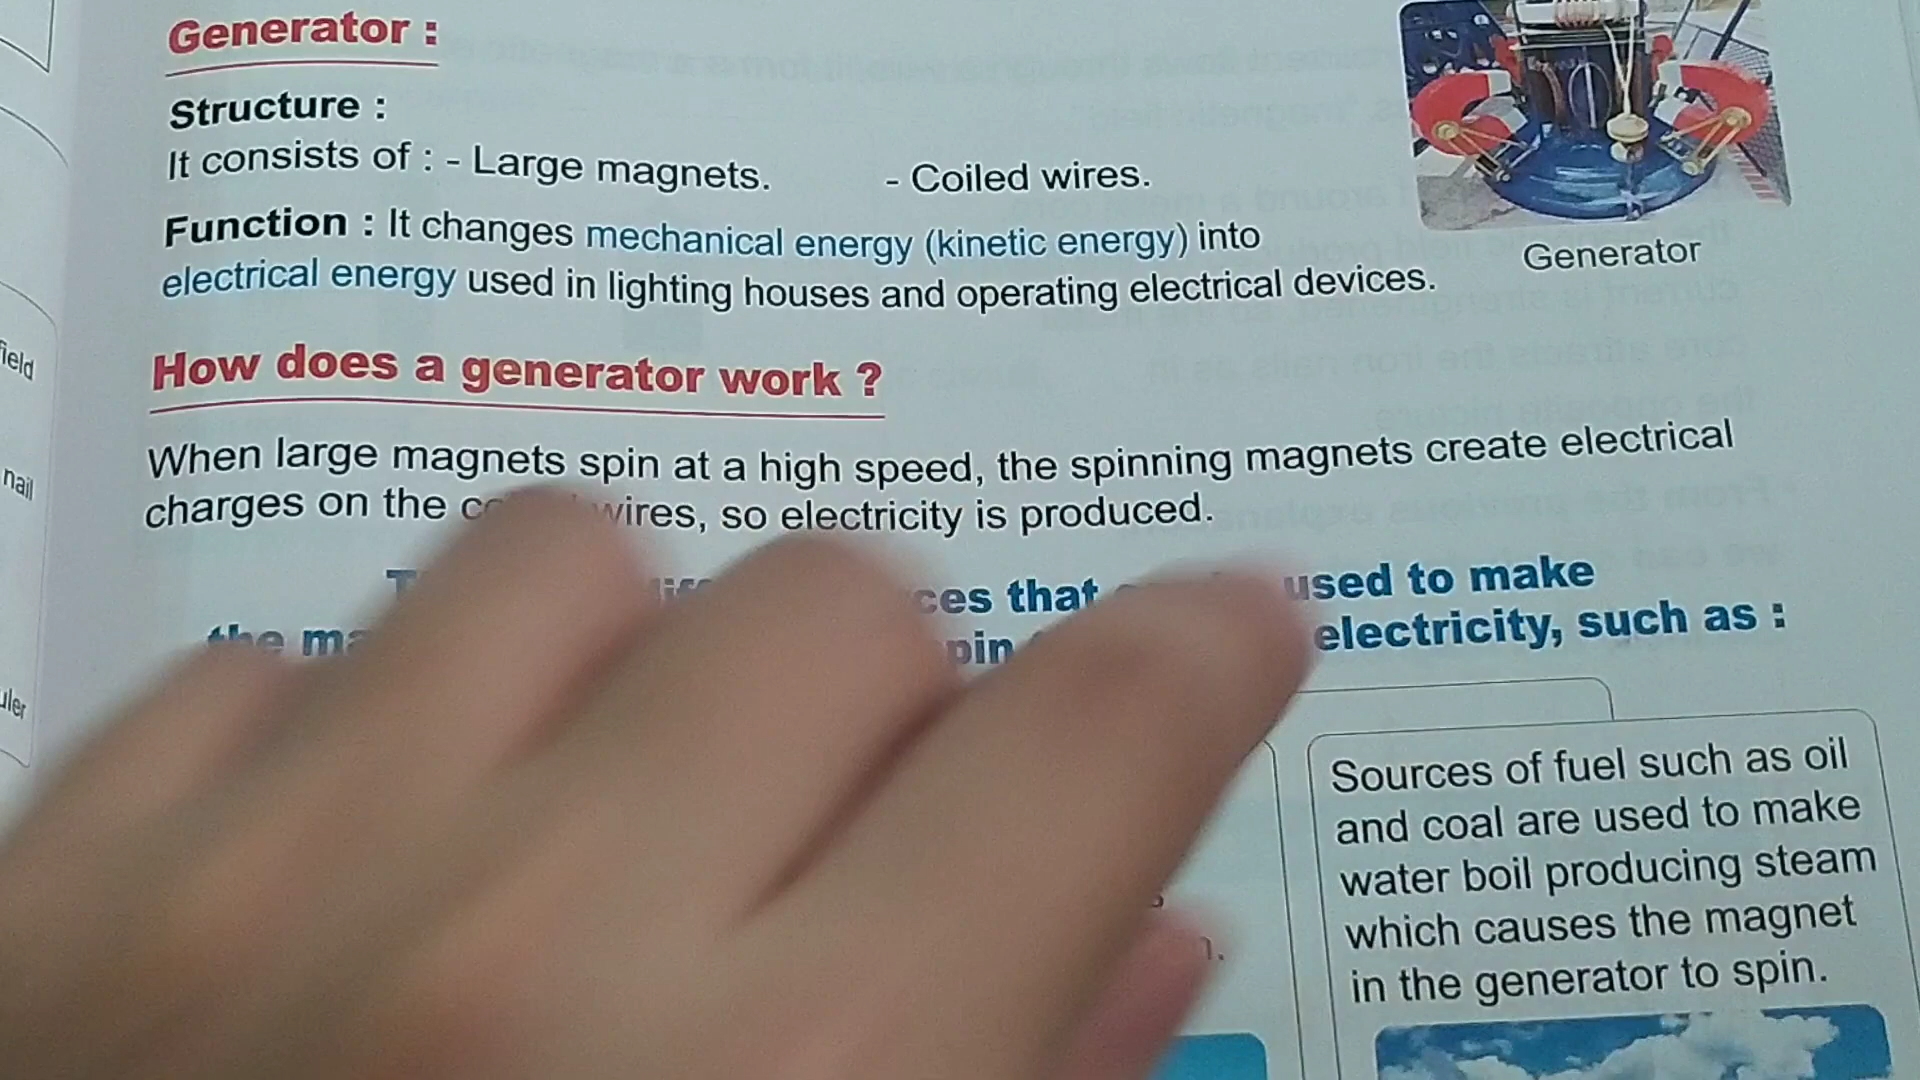 Generator :
Structure :
It consists of : - Large magnets. - Coiled wires.
Function : It changes mechanical energy (kinetic energy) into
electrical energy used in lighting houses and operating electrical devices.
Generator
How does a generator work ?
When large magnets spin at a high speed, the spinning magnets create electrical
charges on the wires, so electricity is produced.
that used to make
the electricity, such as :
Sources of fuel such as oil
and coal are used to make
water boil producing steam
which causes the magnet
in the generator to spin.
nail